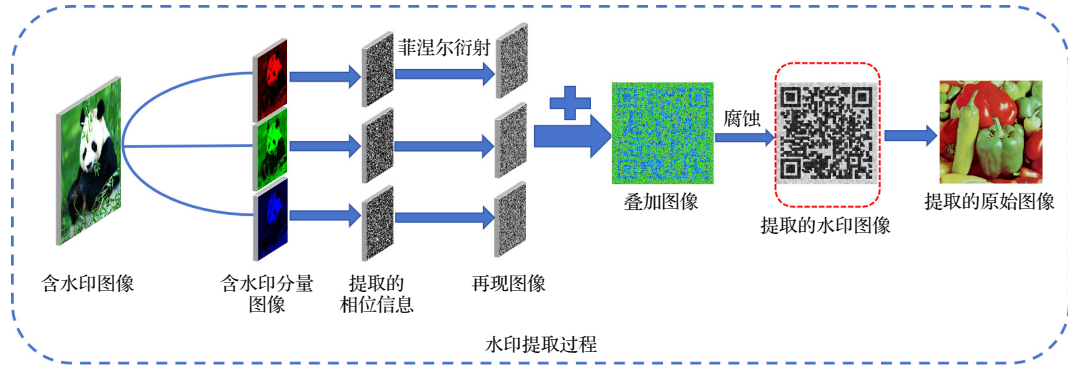 菲涅尔衍射
腐蚀
含水印图像
含水印分量
图像
提取的
相位信息
再现图像
叠加图像
提取的水印图像
提取的原始图像
水印提取过程